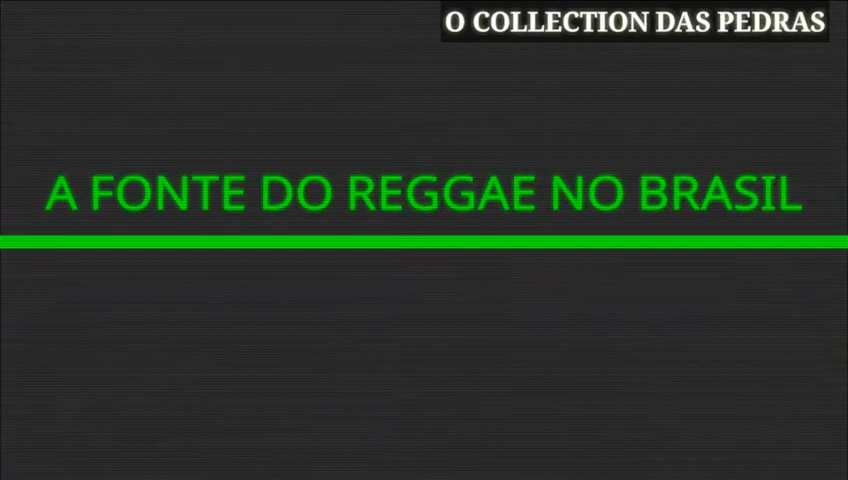 O COLLECTION DAS PEDRAS
A FONTE DO REGGAE NO BRASIL